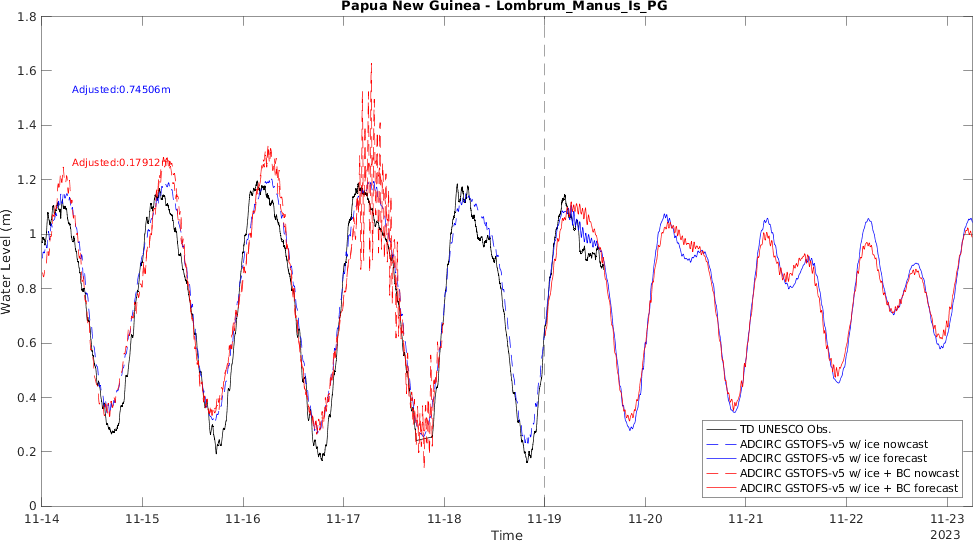 Papua New Guinea - Lombrum_Manus_Is_PG
1.8
1.6
1.4
1.2
1
0.8
0.6
0.4
0.2
0
Water Level (m)
Adjusted:0.74506m
Adjusted:0.17912m
TD UNESCO Obs.
ADCIRC GSTOFS-v5 w/ ice nowcast
ADCIRC GSTOFS-v5 w/ ice forecast
ADCIRC GSTOFS-v5 w/ ice + BC nowcast
ADCIRC GSTOFS-v5 w/ ice + BC forecast
11-14 11-15 11-16 11-17 11-18 11-19 11-20 11-21 11-22 11-23
2023
Time